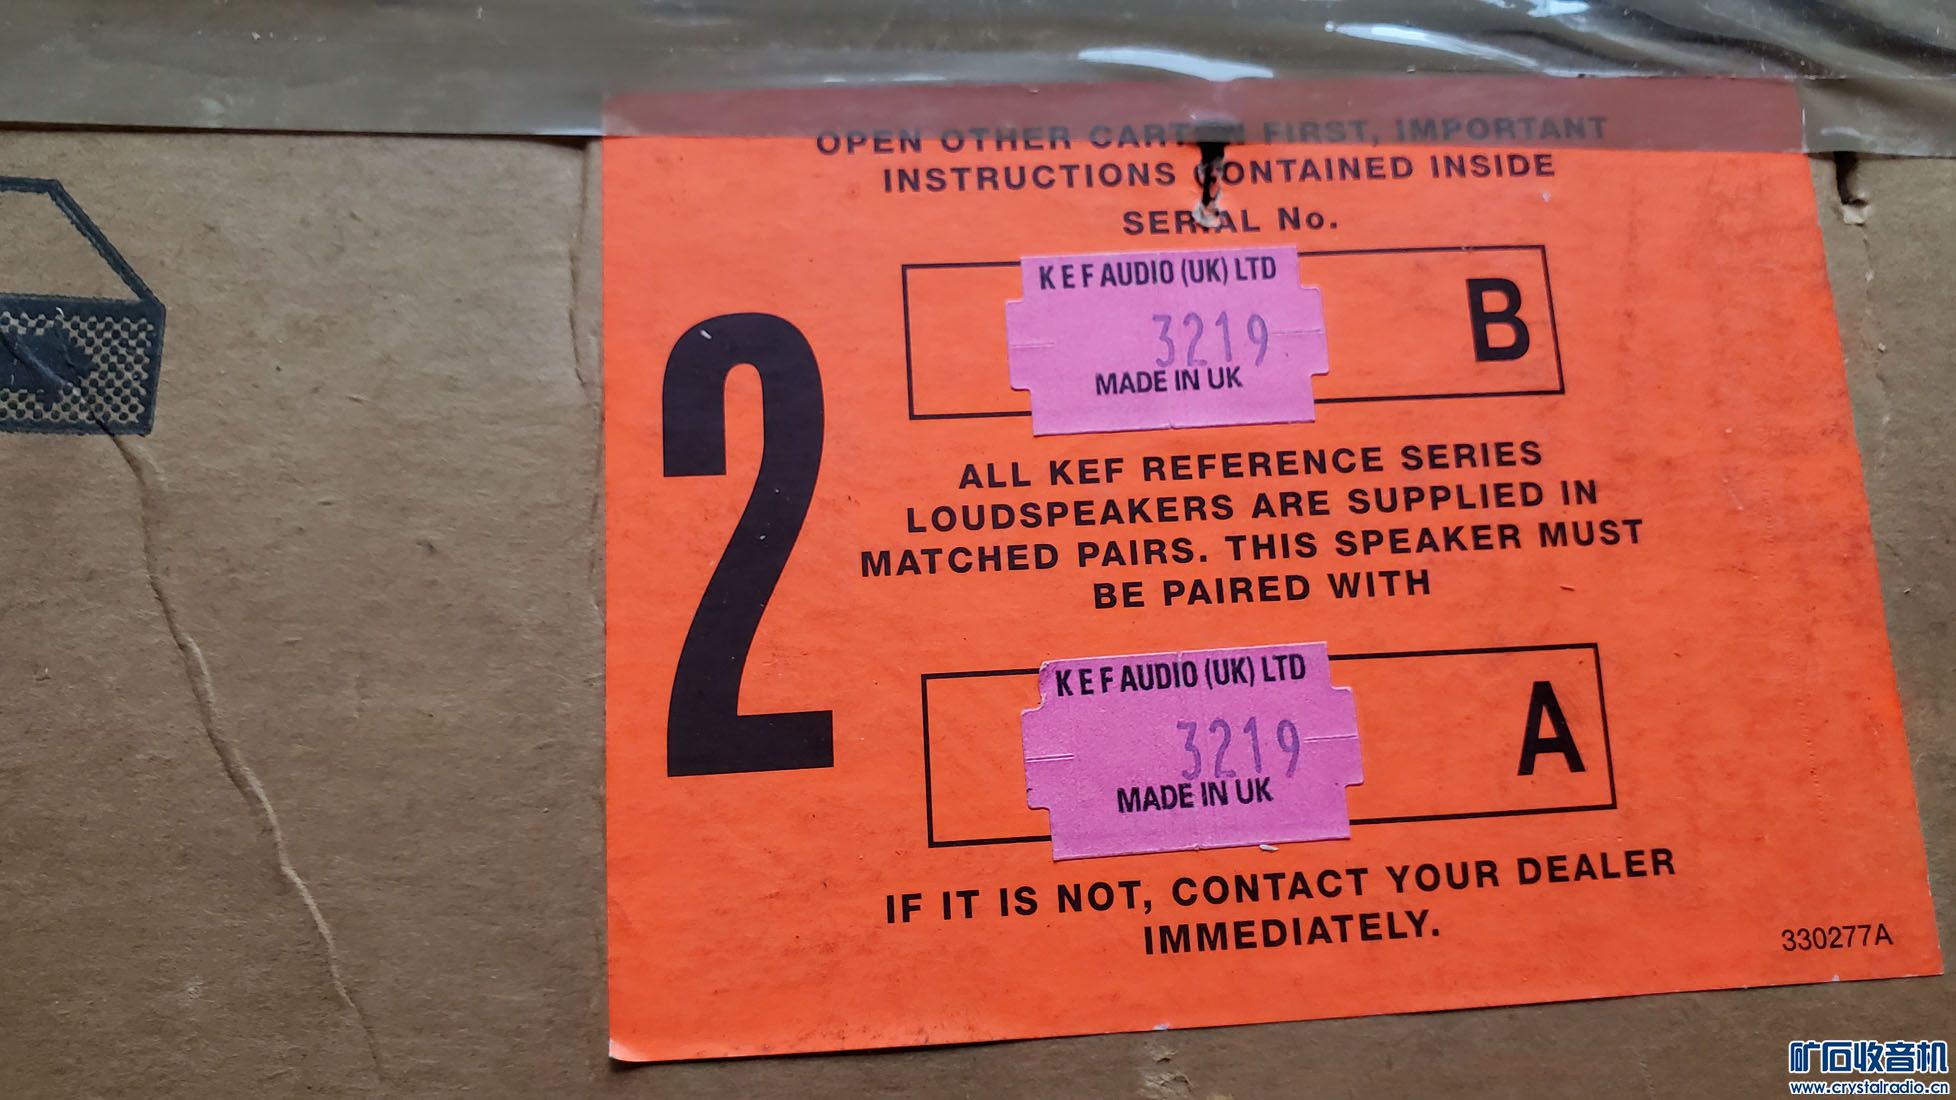 OPEN OTHER CARTON FIRST, IMPORTANT
INSTRUCTIONS CONTAINED INSIDE
SERIAL No.
KEF AUDIO (UK) LTD
3219
MADE IN UK
B
2
ALL KEF REFERENCE SERIES
LOUDSPEAKERS ARE SUPPLIED IN
MATCHED PAIRS. THIS SPEAKER MUST
BE PAIRED WITH
KEF AUDIO (UK) LTD
3219
MADE IN UK
A
IF IT IS NOT, CONTACT YOUR DEALER
IMMEDIATELY.
330277A
矿石收音机
www.crystalradio.cn